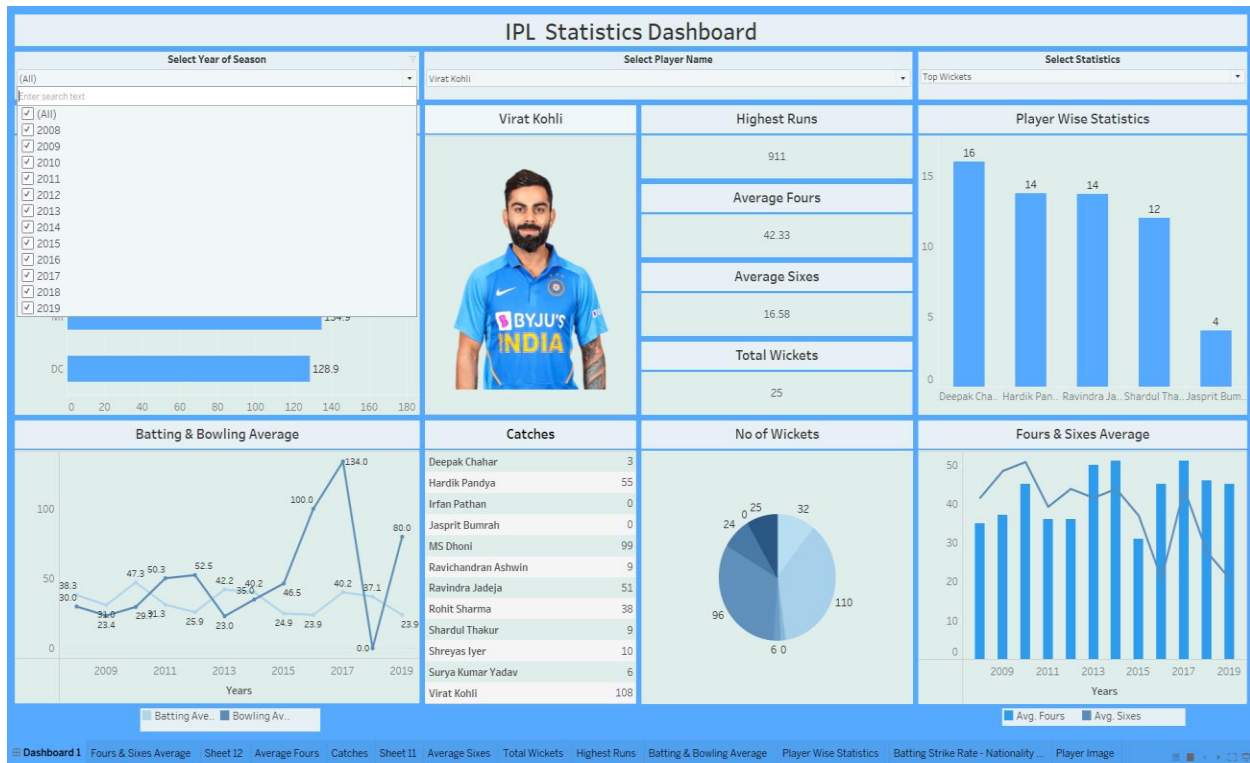 IPL Statistics Dashboard
Select Year of Season
(All)
Enter search text
(All)
2008
2009
2010
2011
2012
2013
2014
2015
2016
2017
2018
2019
Select Player Name
Virat Kohli
Select Statistics
Top Wickets
DC
128.9
0 20 40 60 80 100 120 140 160 180
Virat Kohli
BYJU'S
INDIA
Highest Runs
911
Average Fours
42.33
Average Sixes
16.58
Total Wickets
25
Player Wise Statistics
16
15
14 14
12
10
5
4
0
Deepak Cha.. Hardik Pan.. Ravindra Ja.. Shardul Tha.. Jasprit Bum..
Batting & Bowling Average
134.0
100
100.0
80.0
50
38.3
30.0
31.0
23.4
47.3
50.3
31.3
52.5
25.9
42.2
23.0
40.2
35.0
46.5
24.9
23.9
40.2
37.1
0.0
23.9
0
2009 2011 2013 2015 2017 2019
Years
Batting Ave.. Bowling Av..
Catches
Deepak Chahar 3
Hardik Pandya 55
Irfan Pathan 0
Jasprit Bumrah 0
MS Dhoni 99
Ravichandran Ashwin 9
Ravindra Jadeja 51
Rohit Sharma 38
Shardul Thakur 9
Shreyas Iyer 10
Surya Kumar Yadav 6
Virat Kohli 108
No of Wickets
0 25
24
32
110
96
6 0
Fours & Sixes Average
50
40
30
20
10
0
2009 2011 2013 2015 2017 2019
Years
Avg. Fours Avg. Sixes
Dashboard 1 Fours & Sixes Average Sheet 12 Average Fours Catches Sheet 11 Average Sixes Total Wickets Highest Runs Batting & Bowling Average Player Wise Statistics Batting Strike Rate - Nationality ... Player Image